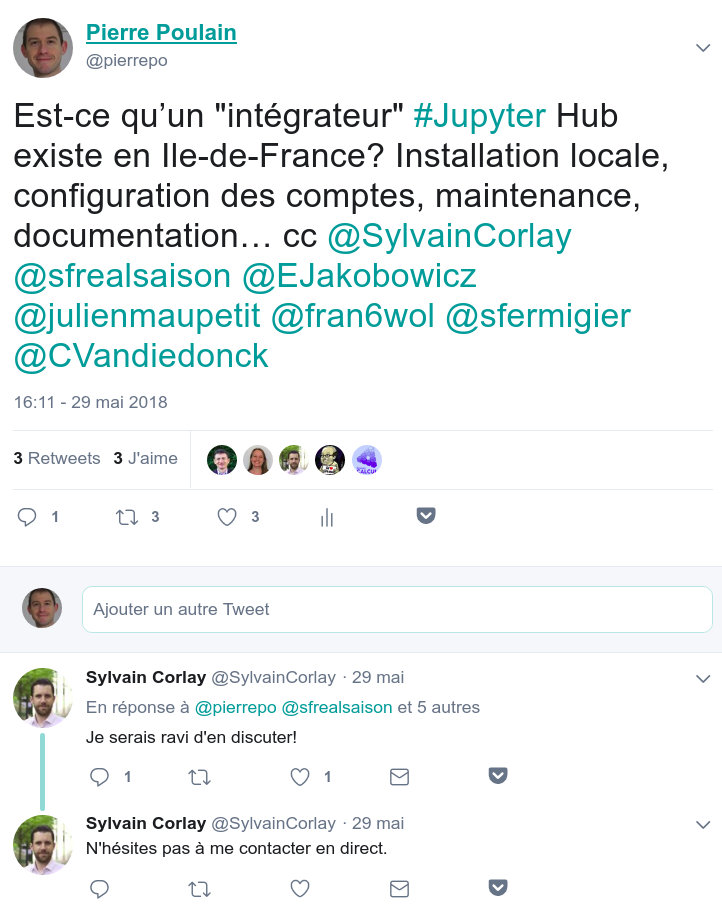 Pierre Poulain
@pierrepo
Est-ce qu’un "intégrateur" #Jupyter Hub
existe en Ile-de-France? Installation locale,
configuration des comptes, maintenance,
documentation… cc @SylvainCorlay
@sfrealsaison @EJakobowicz
@julienmaupetit @fran6wol @sfermigier
@CVandiedonck
16:11 - 29 mai 2018
3 Retweets 3 J'aime
1 3 3
Ajouter un autre Tweet
Sylvain Corlay @SylvainCorlay · 29 mai
En réponse à @pierrepo @sfrealsaison et 5 autres
Je serais ravi d'en discuter!
1 1
Sylvain Corlay @SylvainCorlay · 29 mai
N'hésites pas à me contacter en direct.